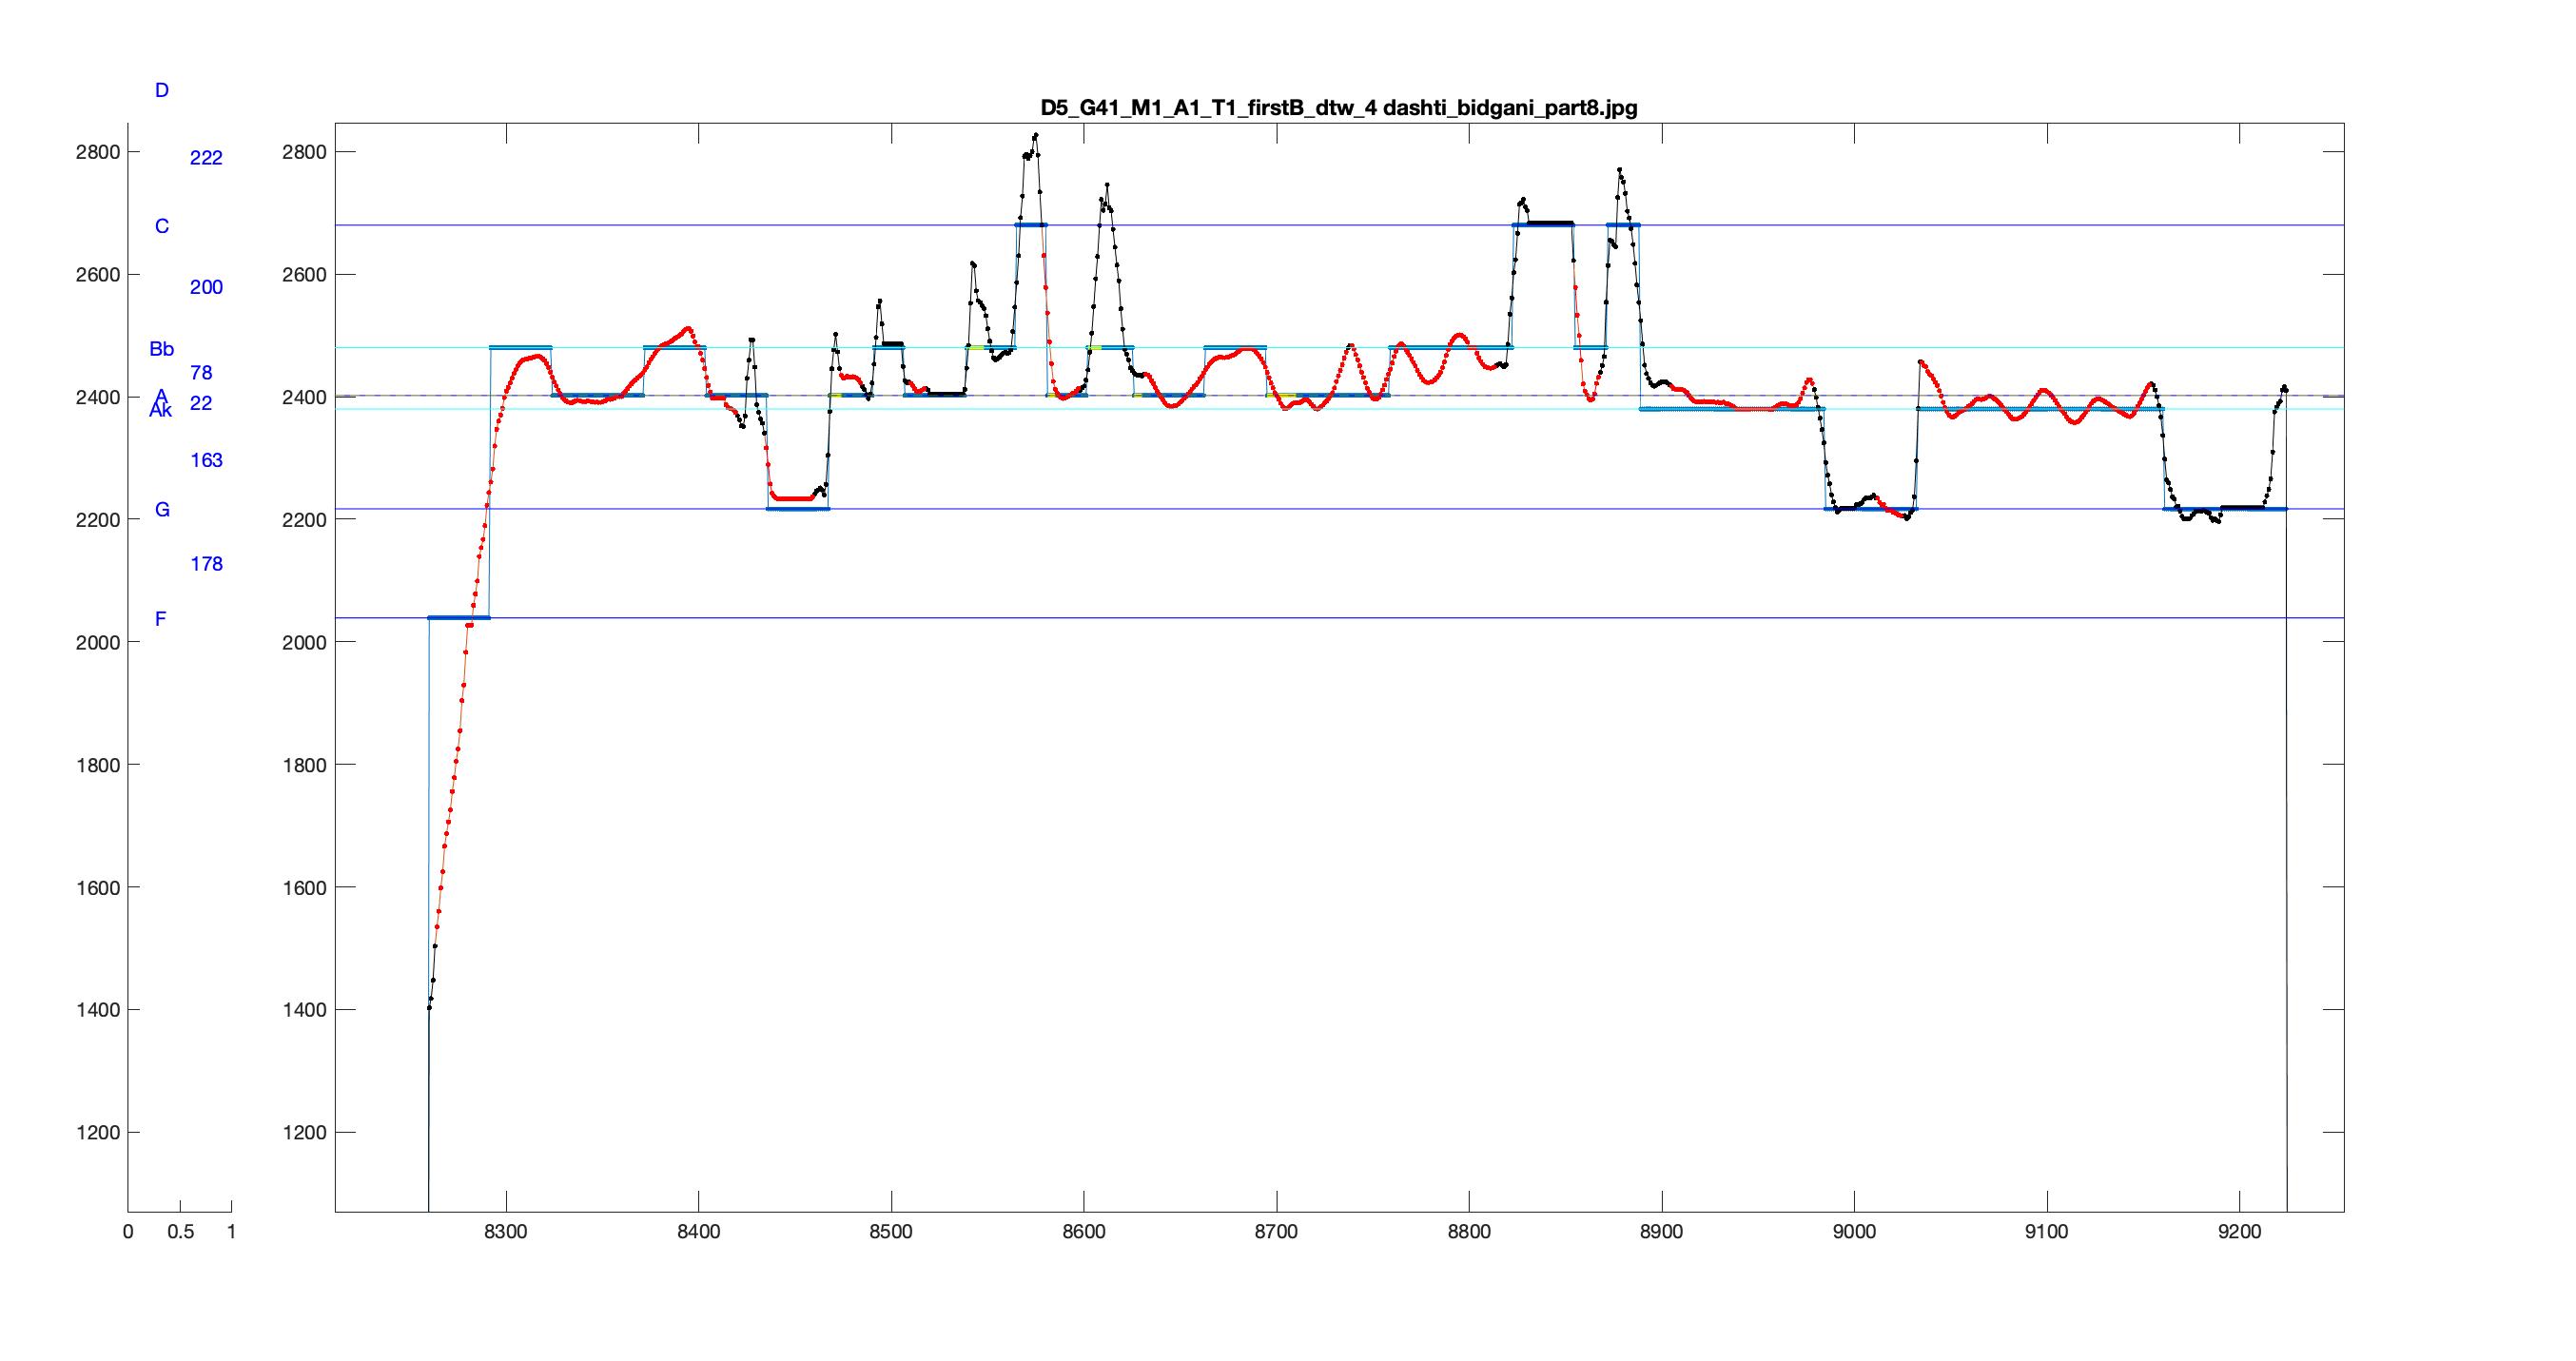 D
D5_G41_M1_A1_T1_firstB_dtw_4 dashti_bidgani_part8.jpg
2800 222 2800
C
2600 200 2600
Bb
78
2400 A 22 2400
Ak
163
2200 G 2200
178
F
2000 2000
1800 1800
1600 1600
1400 1400
1200 1200
0 0.5 1 8300 8400 8500 8600 8700 8800 8900 9000 9100 9200